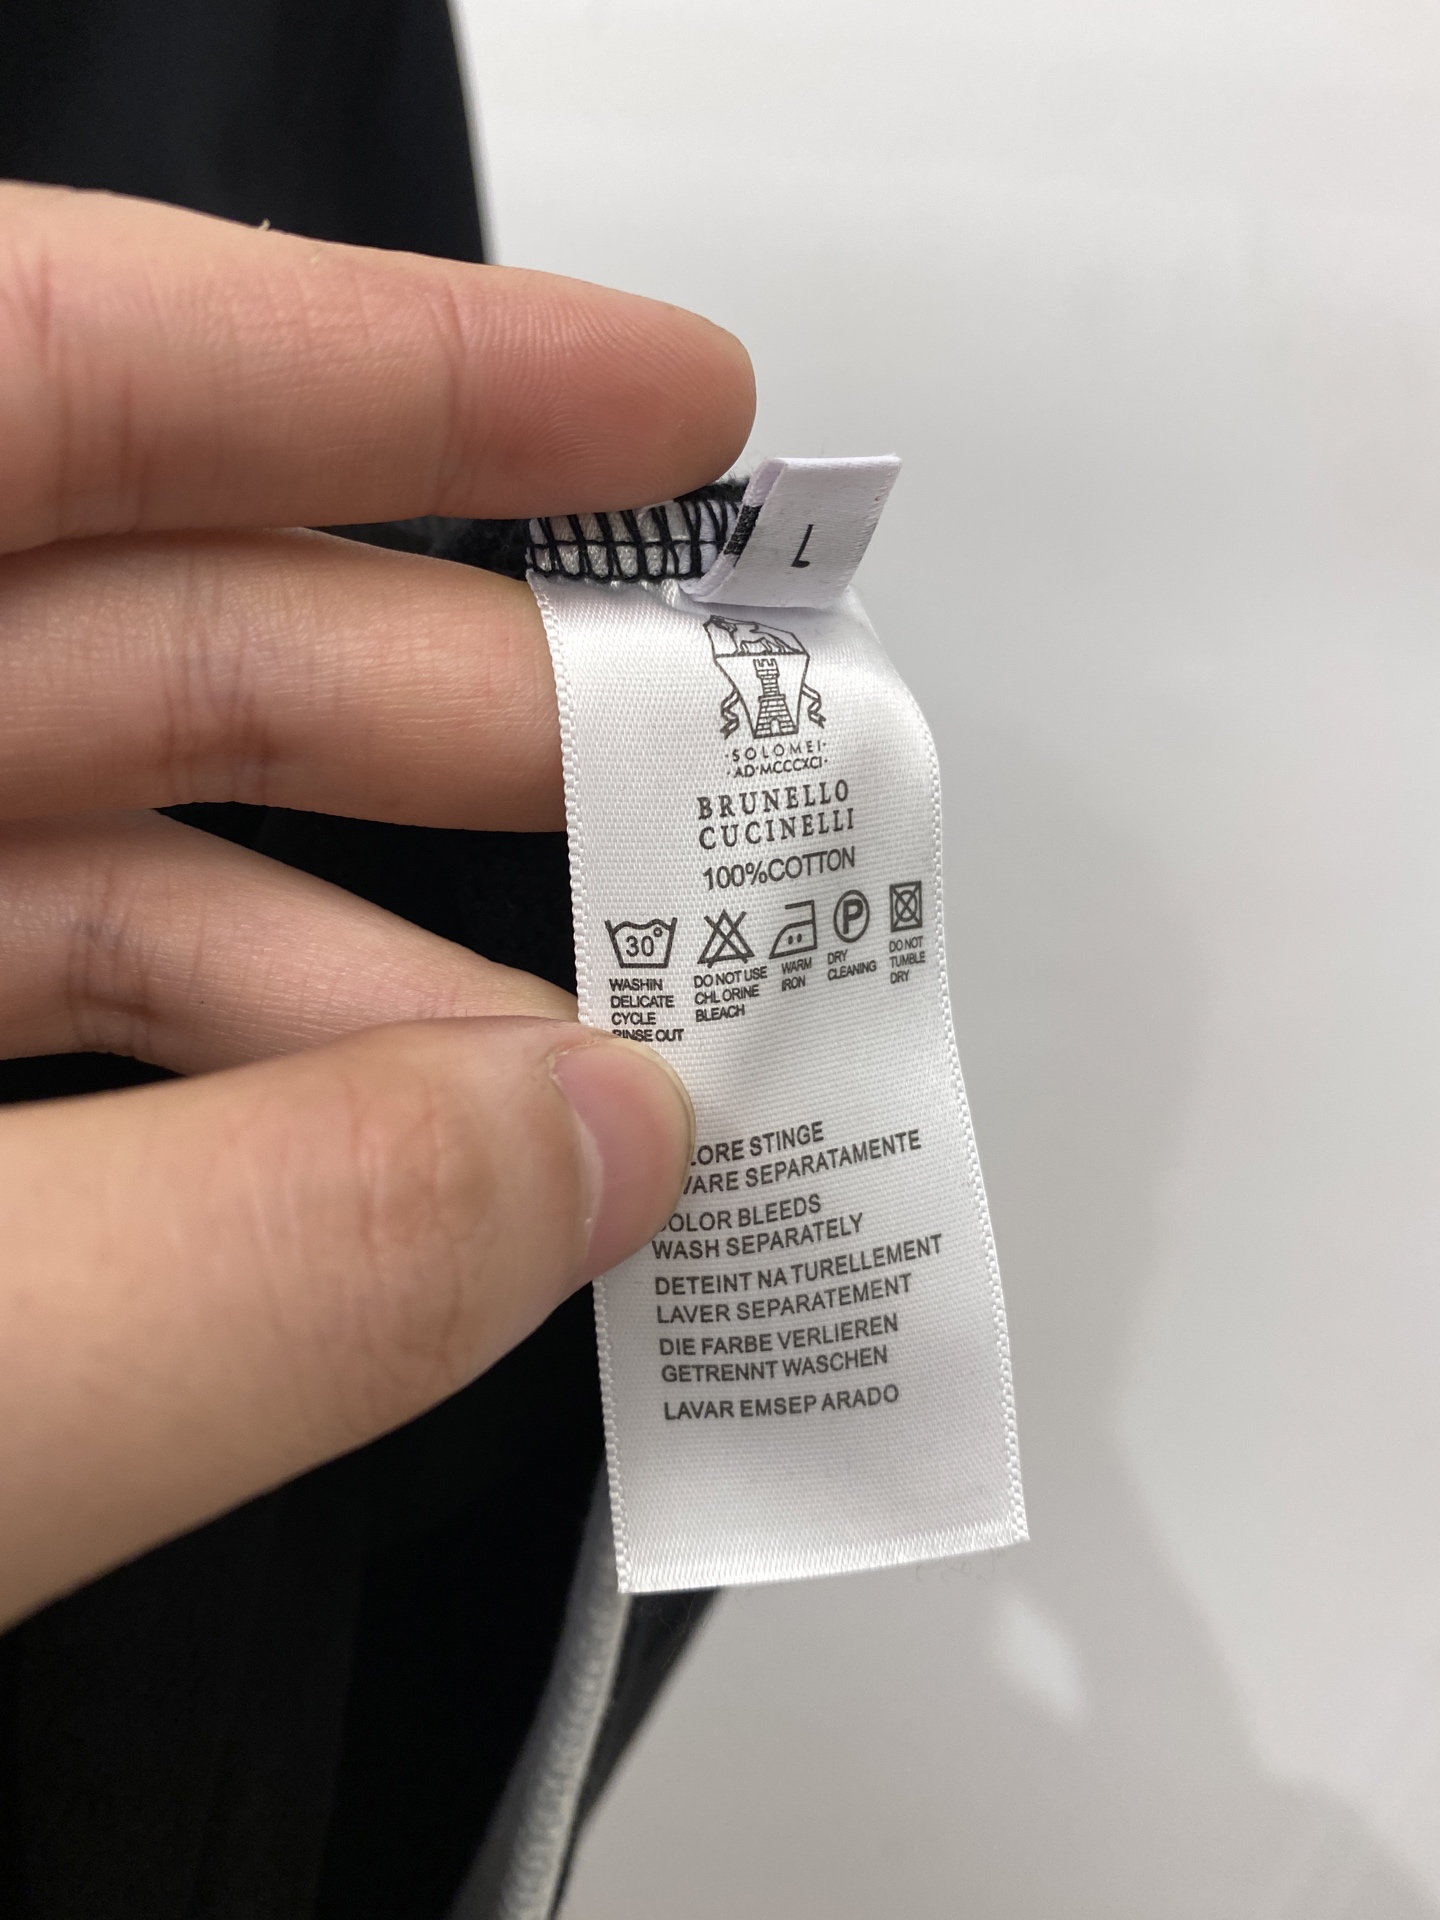 L
·SOLOMEI·
·AD·MCCCXCI·
BRUNELLO
CUCINELLI
100%COTTON
30°
P
WASHIN
DELICATE
CYCLE
RINSE OUT
DO NOT USE
CHL ORINE
BLEACH
WARM
IRON
DRY
CLEANING
DO NOT
TUMBLE
DRY
LORE STINGE
VARE SEPARATAMENTE
OLOR BLEEDS
WASH SEPARATELY
DETEINT NA TURELLEMENT
LAVER SEPARATEMENT
DIE FARBE VERLIEREN
GETRENNT WASCHEN
LAVAR EMSEP ARADO